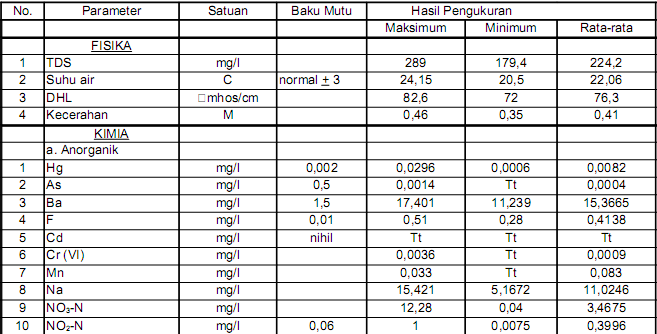 No. Parameter Satuan Baku Mutu Hasil Pengukuran
Maksimum Minimum Rata-rata
FISIKA
1 TDS mg/l 289 179,4 224,2
2 Suhu air C normal ± 3 24,15 20,5 22,06
3 DHL □mhos/cm 82,6 72 76,3
4 Kecerahan M 0,46 0,35 0,41
KIMIA
a. Anorganik
1 Hg mg/l 0,002 0,0296 0,0006 0,0082
2 As mg/l 0,5 0,0014 Tt 0,0004
3 Ba mg/l 1,5 17,401 11,239 15,3665
4 F mg/l 0,01 0,51 0,28 0,4138
5 Cd mg/l nihil Tt Tt Tt
6 Cr (VI) mg/l 0,0036 Tt 0,0009
7 Mn mg/l 0,033 Tt 0,083
8 Na mg/l 15,421 5,1672 11,0246
9 NO₃-N mg/l 12,28 0,04 3,4675
10 NO₂-N mg/l 0,06 1 0,0075 0,3996